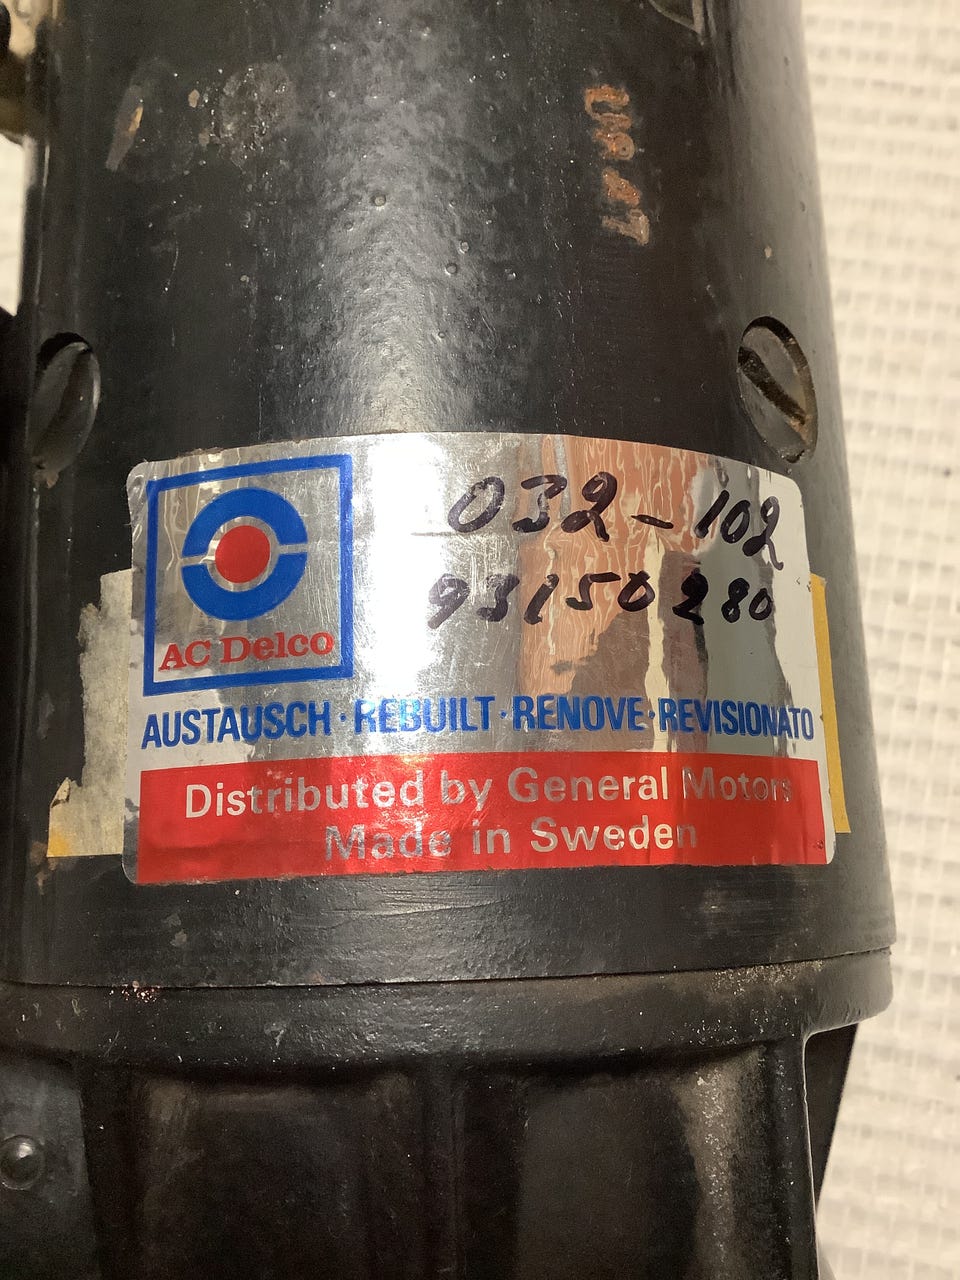 032-102
93150280
AC Delco
AUSTAUSCH · REBUILT · RENOVE · REVISIONATO
Distributed by General Motors
Made in Sweden